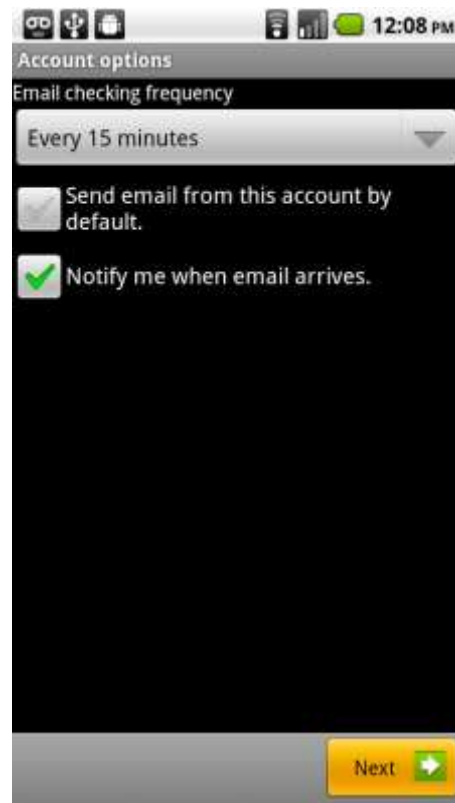 12:08 PM
Account options
Email checking frequency
Every 15 minutes
Send email from this account by
default.
Notify me when email arrives.
Next